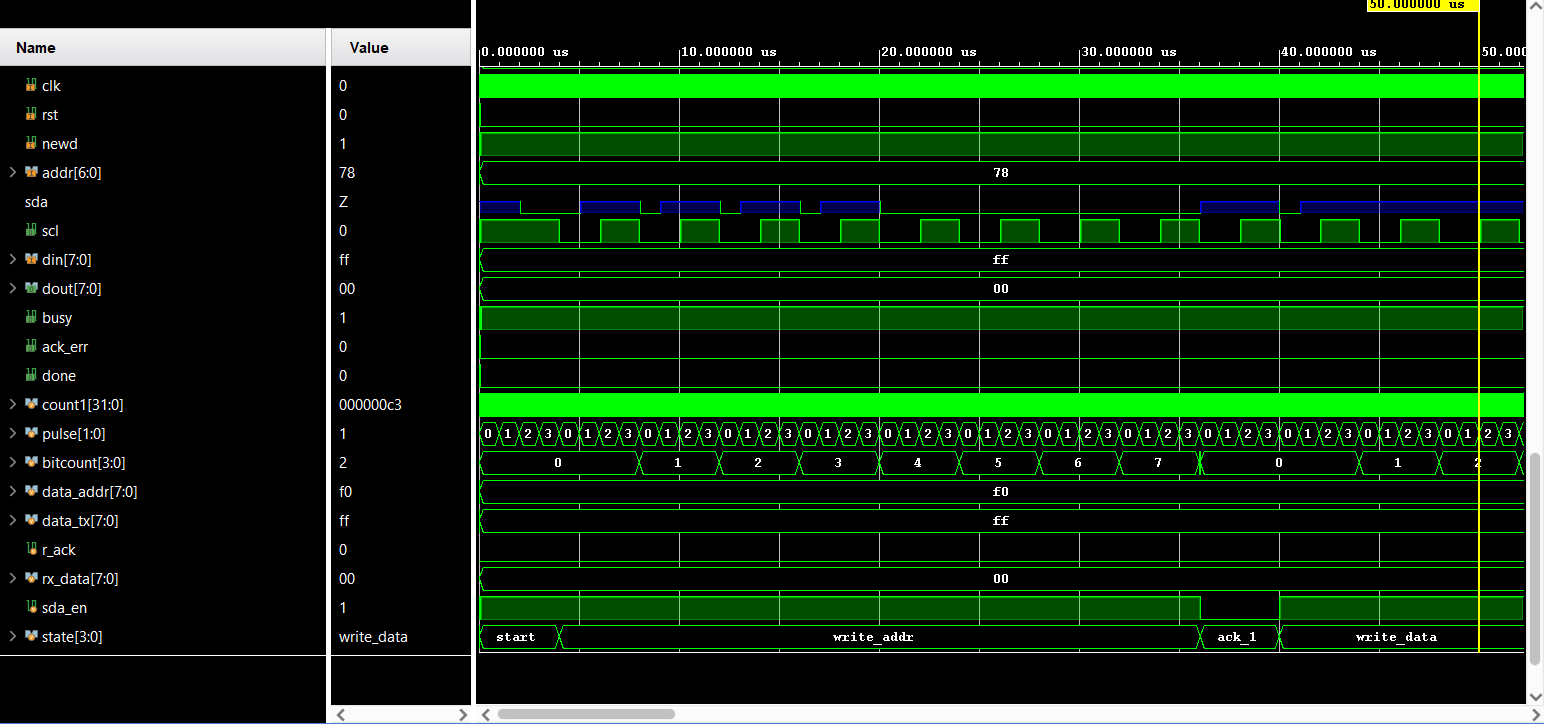 50.000000 us
Name Value 0.000000 us 10.000000 us 20.000000 us 30.000000 us 40.000000 us 50.000
clk 0
rst 0
newd 1
addr[6:0] 78 78
sda Z
scl 0
din[7:0] ff ff
dout[7:0] 00 00
busy 1
ack_err 0
done 0
count1[31:0] 000000c3
pulse[1:0] 1 0 1 2 3 0 1 2 3 0 1 2 3 0 1 2 3 0 1 2 3 0 1 2 3 0 1 2 3 0 1 2 3 0 1 2 3 0 1 2 3 0 1 2 3 0 1 2 3 0 1 2 3
bitcount[3:0] 2 0 1 2 3 4 5 6 7 0 1 2
data_addr[7:0] f0 f0
data_tx[7:0] ff ff
r_ack 0
rx_data[7:0] 00 00
sda_en 1
state[3:0] write_data start write_addr ack_1 write_data